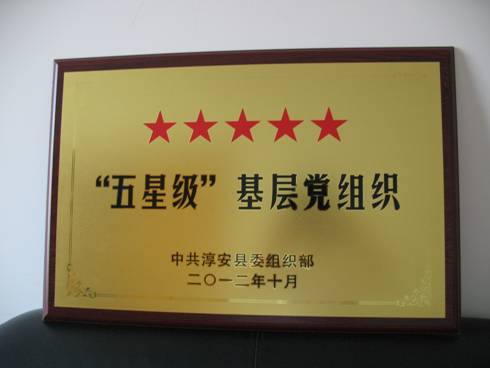 “五星级” 基层党组织
中共淳安县委组织部
二〇一二年十月